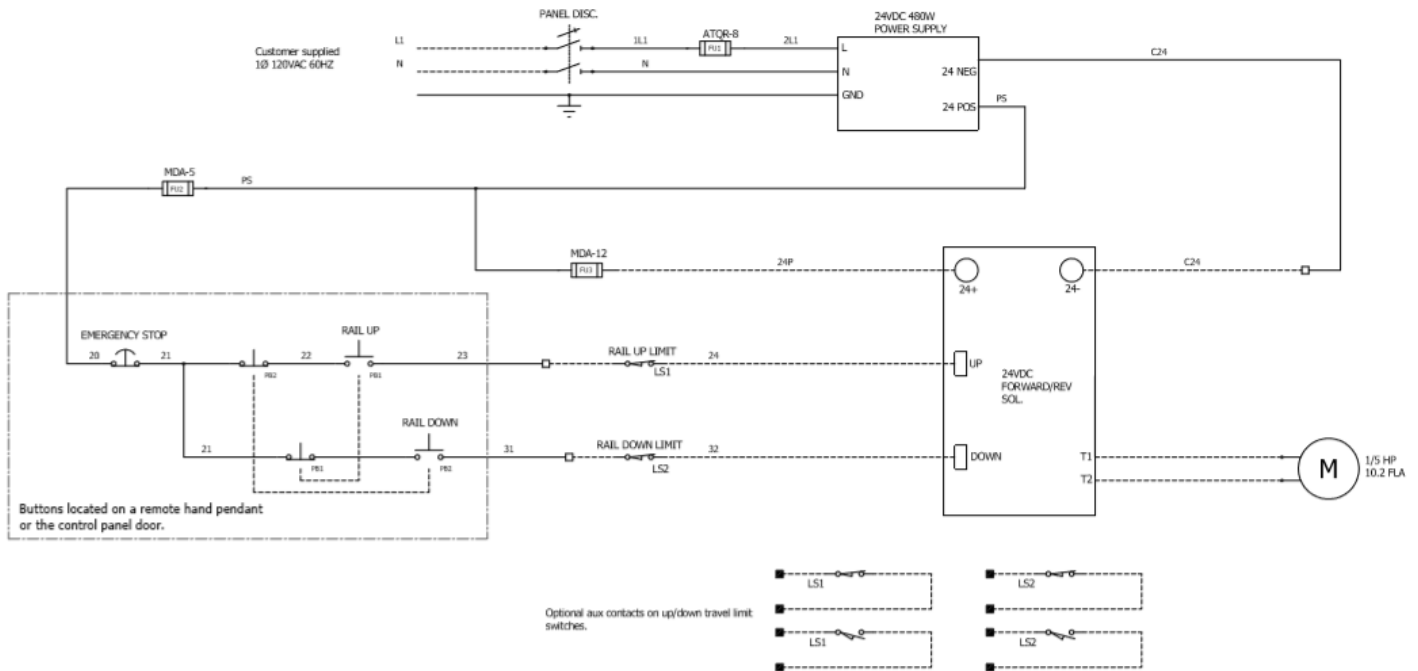 PANEL DISC.
24VDC 480W
POWER SUPPLY
Customer supplied
1Ø 120VAC 60HZ
L1
1L1
ATQR-8
FU1
2L1
L
C24
N
N
N
24 NEG
GND
24 POS
PS
MDA-5
FU2
PS
MDA-12
FU3
24P
24+
24-
C24
EMERGENCY STOP
RAIL UP
20
21
22
23
PB2
PB1
RAIL UP LIMIT
24
LS1
UP
24VDC
FORWARD/REV
SOL.
RAIL DOWN
21
31
PB1
PB2
RAIL DOWN LIMIT
32
LS2
DOWN
T1
T2
M
1/5 HP
10.2 FLA
Buttons located on a remote hand pendant
or the control panel door.
Optional aux contacts on up/down travel limit
switches.
LS1
LS2
LS1
LS2